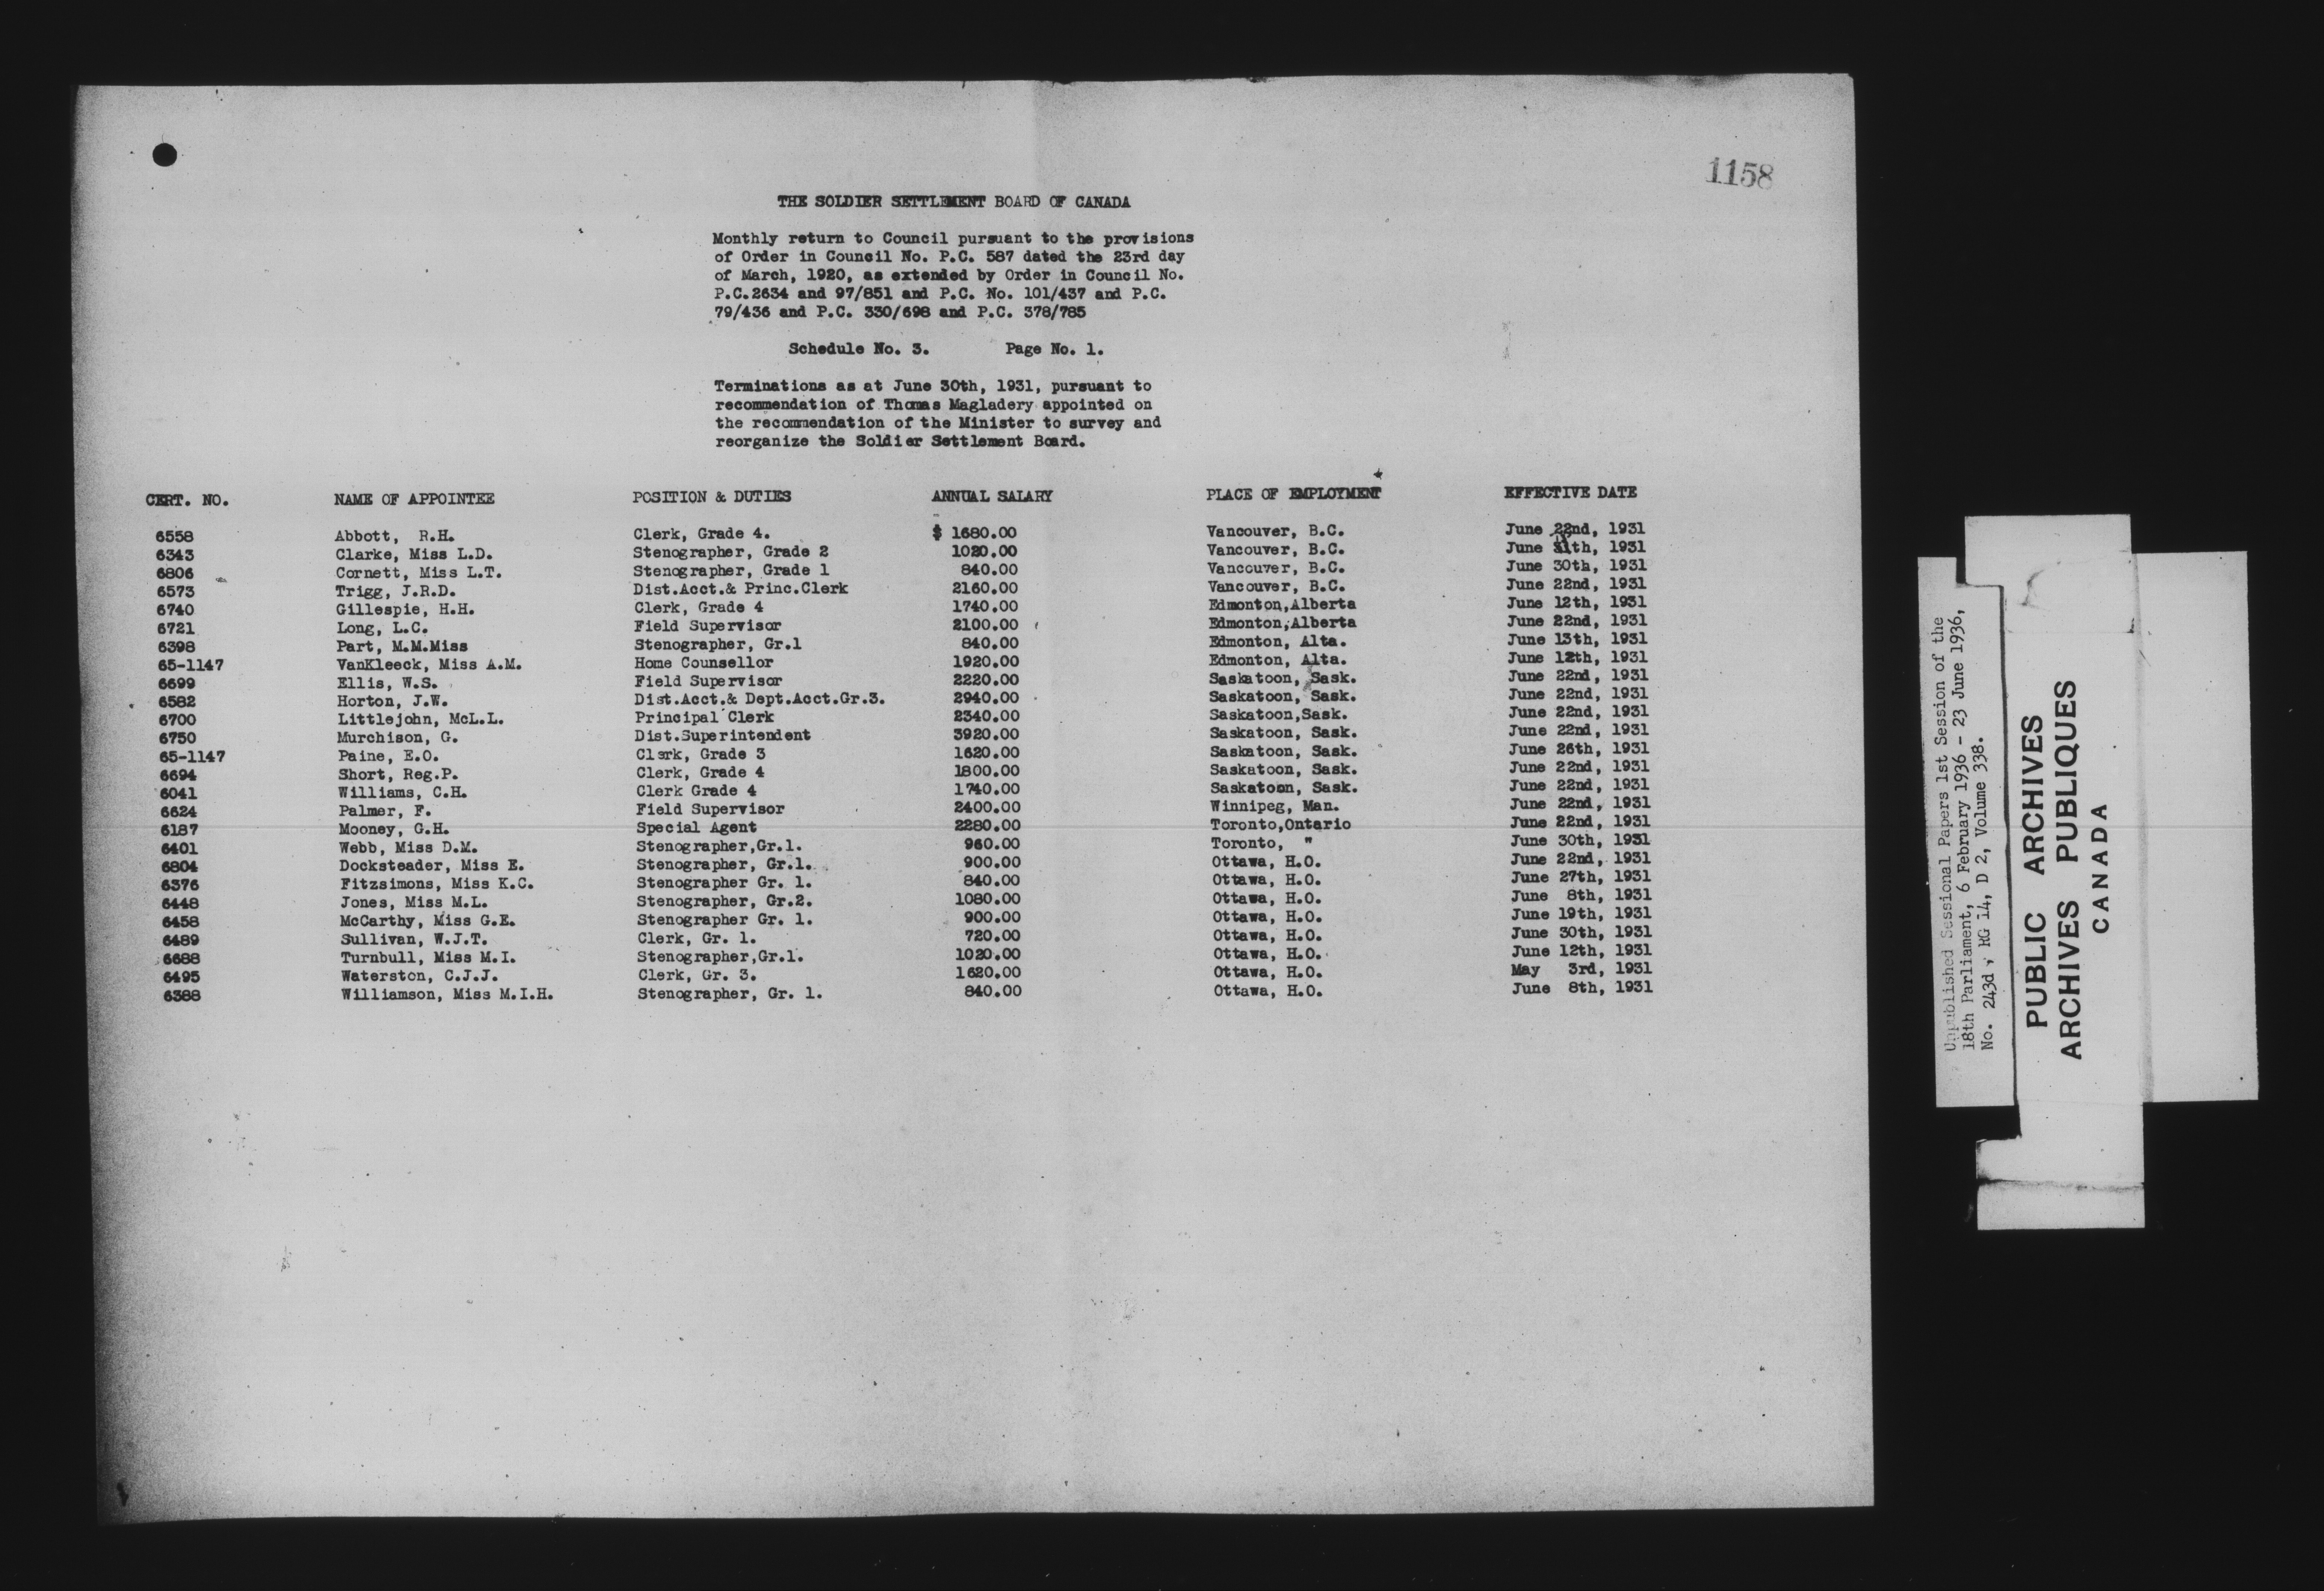 1158
THE SOLDIER SETTLEMENT BOARD OF CANADA
Monthly return to Council pursuant to the provisions
of Order in Council No. P.C. 587 dated the 23rd day
of March, 1920, as extended by Order in Council No.
P.C.2634 and 97/851 and P.C. No. 101/437 and P.C.
79/436 and P.C. 330/698 and P.C. 378/785
Schedule No. 3. Page No. 1.
Terminations as at June 30th, 1931, pursuant to
recommendation of Thomas Magladery appointed on
the recommendation of the Minister to survey and
reorganize the Soldier Settlement Board.
CERT. NO. NAME OF APPOINTEE POSITION & DUTIES ANNUAL SALARY PLACE OF EMPLOYMENT EFFECTIVE DATE
6558 Abbott, R.H. Clerk, Grade 4. $ 1680.00 Vancouver, B.C. June 22nd, 1931
6343 Clarke, Miss L.D. Stenographer, Grade 2 1020.00 Vancouver, B.C. June 1931
6806 Cornett, Miss L.T. Stenographer, Grade 1 840.00 Vancouver, B.C. June 30th, 1931
6573 Trigg, J.R.D. Dist.Acct.& Princ.Clerk 2160.00 Vancouver, B.C. June 22nd, 1931
6740 Gillespie, H.H. Clerk, Grade 4 1740.00 Edmonton,Alberta June 12th, 1931
6721 Long, L.C. Field Supervisor 2100.00 Edmonton,Alberta June 22nd, 1931
6398 Part, M.M.Miss Stenographer, Gr.1 840.00 Edmonton, Alta. June 13th, 1931
65-1147 VanKleeck, Miss A.M. Home Counsellor 1920.00 Edmonton, Alta. June 12th, 1931
6699 Ellis, W.S. Field Supervisor 2220.00 Saskatoon, Sask. June 22nd, 1931
6582 Horton, J.W. Dist.Acct.& Dept.Acct.Gr.3. 2940.00 Saskatoon, Sask. June 22nd, 1931
6700 Littlejohn, McL.L. Principal Clerk 2340.00 Saskatoon,Sask. June 22nd, 1931
6750 Murchison, G. Dist.Superintendent 3920.00 Saskatoon, Sask. June 22nd, 1931
65-1147 Paine, E.O. Clerk, Grade 3 1620.00 Saskatoon, Sask. June 26th, 1931
6694 Short, Reg.P. Clerk, Grade 4 1800.00 Saskatoon, Sask. June 22nd, 1931
6041 Williams, C.H. Clerk Grade 4 1740.00 Saskatoon, Sask. June 22nd, 1931
6624 Palmer, F. Field Supervisor 2400.00 Winnipeg, Man. June 22nd, 1931
6187 Mooney, G.H. Special Agent 2280.00 Toronto,Ontario June 22nd, 1931
6401 Webb, Miss D.M. Stenographer,Gr.1. 960.00 Toronto, " June 30th, 1931
6804 Docksteader, Miss E. Stenographer, Gr.1. 900.00 Ottawa, H.O. June 22nd, 1931
6376 Fitzsimons, Miss K.C. Stenographer Gr. 1. 840.00 Ottawa, H.O. June 27th, 1931
6448 Jones, Miss M.L. Stenographer, Gr.2. 1080.00 Ottawa, H.O. June 8th, 1931
6458 McCarthy, Miss G.E. Stenographer Gr. 1. 900.00 Ottawa, H.O. June 19th, 1931
6489 Sullivan, W.J.T. Clerk, Gr. 1. 720.00 Ottawa, H.O. June 30th, 1931
6688 Turnbull, Miss M.I. Stenographer,Gr.1. 1020.00 Ottawa, H.O. June 12th, 1931
6495 Waterston, C.J.J. Clerk, Gr. 3. 1620.00 Ottawa, H.O. May 3rd, 1931
6388 Williamson, Miss M.I.H. Stenographer, Gr. 1. 840.00 Ottawa, H.O. June 8th, 1931
Unpublished Sessional Papers 1st Session of the
18th Parliament, 6 February 1936 - 23 June 1936,
No. 243d, RG 14, D 2, Volume 338.
PUBLIC ARCHIVES
ARCHIVES PUBLIQUES
CANADA